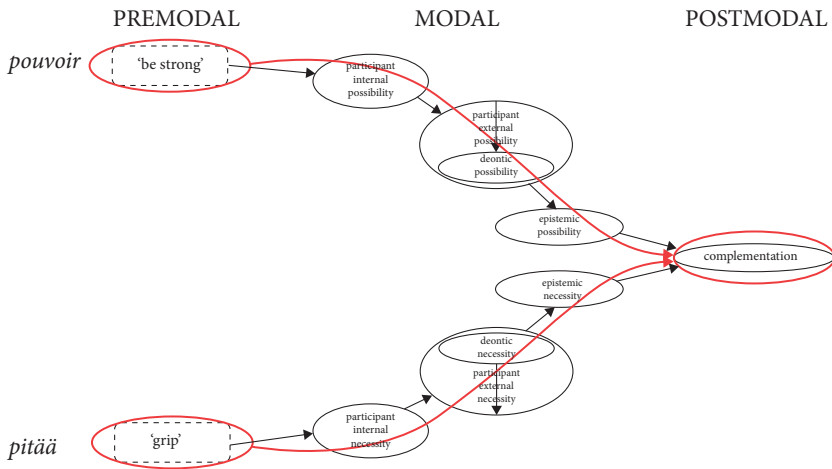 PREMODAL MODAL POSTMODAL
pouvoir
'be strong'
participant
internal
possibility
participant
external
possibility
deontic
possibility
epistemic
possibility
complementation
epistemic
necessity
deontic
necessity
participant
external
necessity
participant
internal
necessity
pitää
'grip'